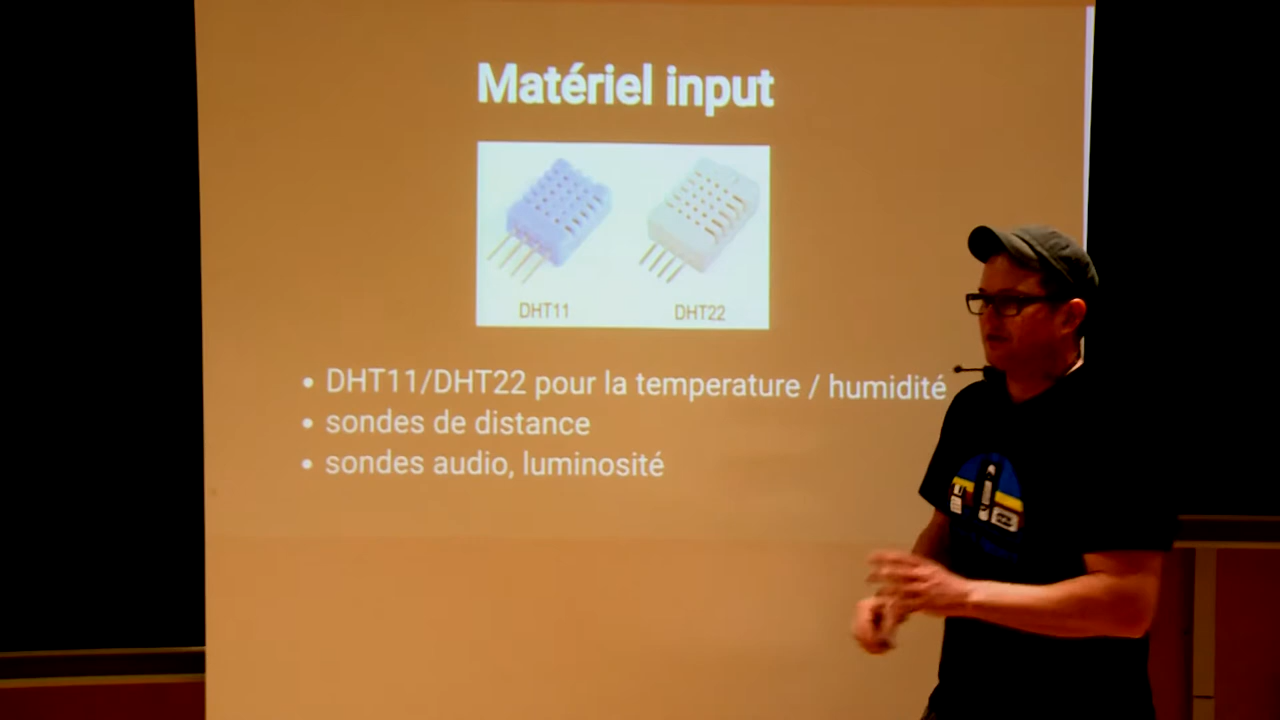 Matériel input
DHT11
DHT22
• DHT11/DHT22 pour la temperature / humidité
• sondes de distance
• sondes audio, luminosité